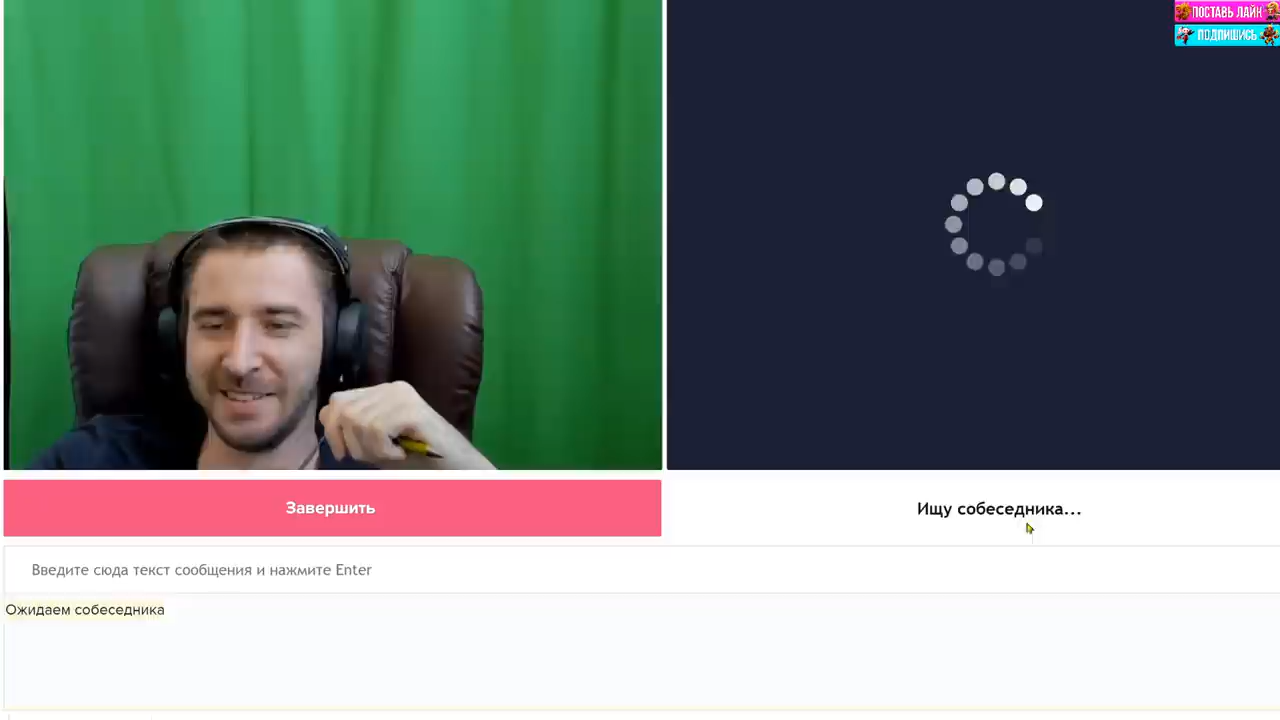 ПОСТАВЬ ЛАЙК
ПОДПИШИСЬ
Завершить
Ищу собеседника...
Введите сюда текст сообщения и нажмите Enter
Ожидаем собеседника